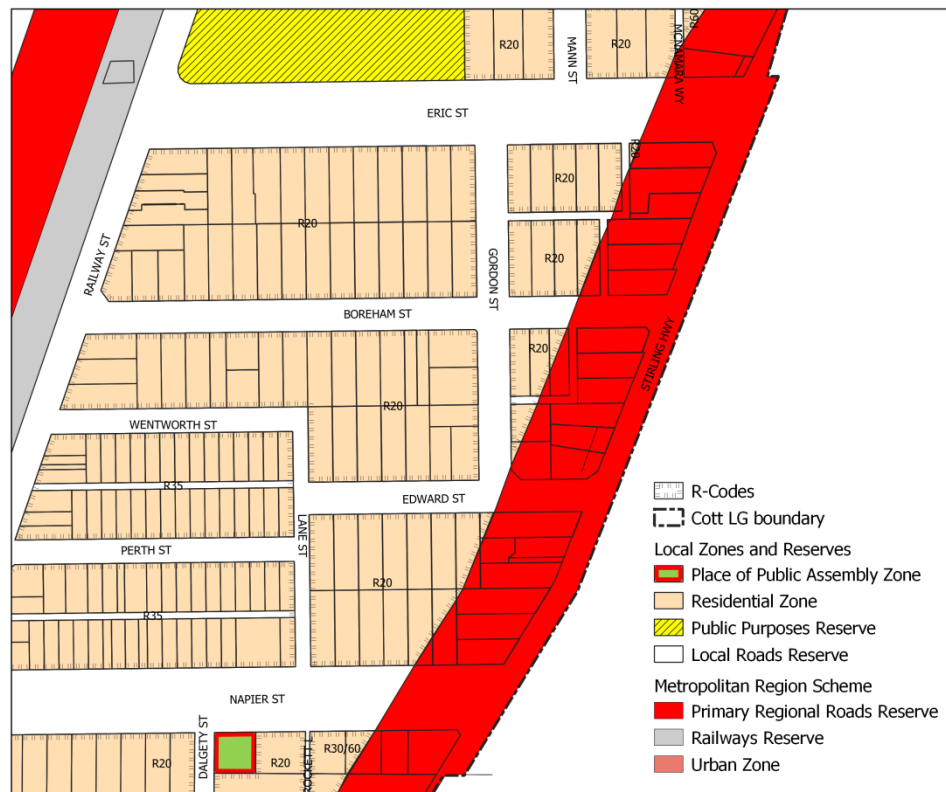 R20
MANN ST
R20
MCNAMARA WY
R60
ERIC ST
R20
R20
R20
RAILWAY ST
GORDON ST
R20
BOREHAM ST
STIRLING HWY
R20
R20
WENTWORTH ST
R35
EDWARD ST
LANE ST
PERTH ST
R20
R35
NAPIER ST
DALGETY ST
R20
R20
R30/60
R-Codes
Cott LG boundary
Local Zones and Reserves
Place of Public Assembly Zone
Residential Zone
Public Purposes Reserve
Local Roads Reserve
Metropolitan Region Scheme
Primary Regional Roads Reserve
Railways Reserve
Urban Zone